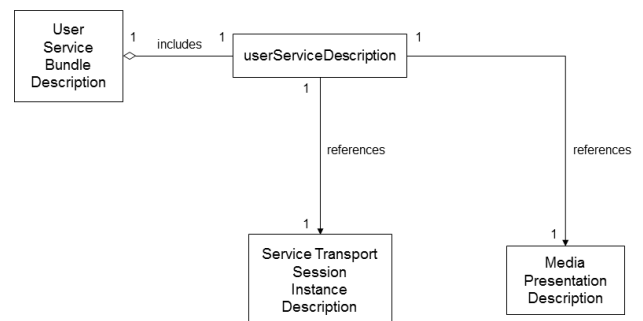 User
Service
Bundle
Description
1
includes
1
userServiceDescription
1
1
references
references
1
1
Service Transport
Session
Instance
Description
Media
Presentation
Description